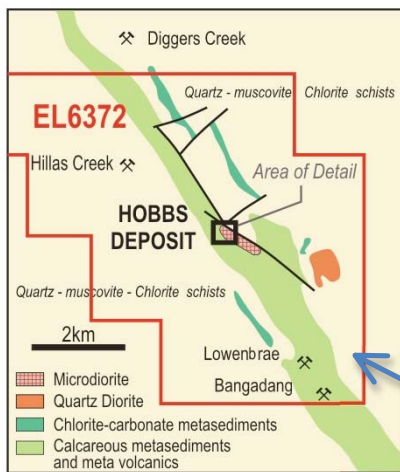 Diggers Creek
Quartz - muscovite Chlorite schists
EL6372
Hillas Creek
Area of Detail
HOBBS
DEPOSIT
Quartz - muscovite - Chlorite schists
2km
Lowenbrae
Bangadang
Microdiorite
Quartz Diorite
Chlorite-carbonate metasediments
Calcareous metasediments
and meta volcanics